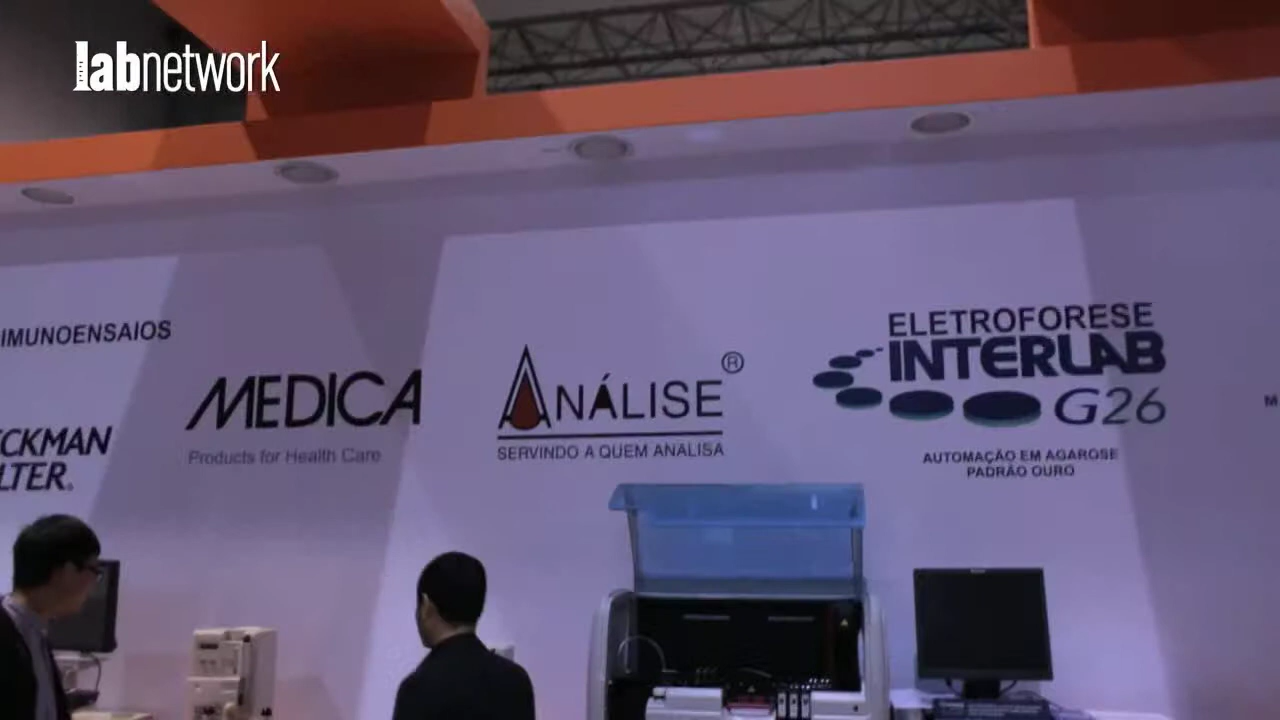 labnetwork
IMUNOENSAIOS
MEDICA
Products for Health Care
ANÁLISE®
SERVINDO A QUEM ANALISA
ELETROFORESE
INTERLAB
G26
AUTOMAÇÃO EM AGAROSE
PADRÃO OURO
CKMAN
LTER®
M